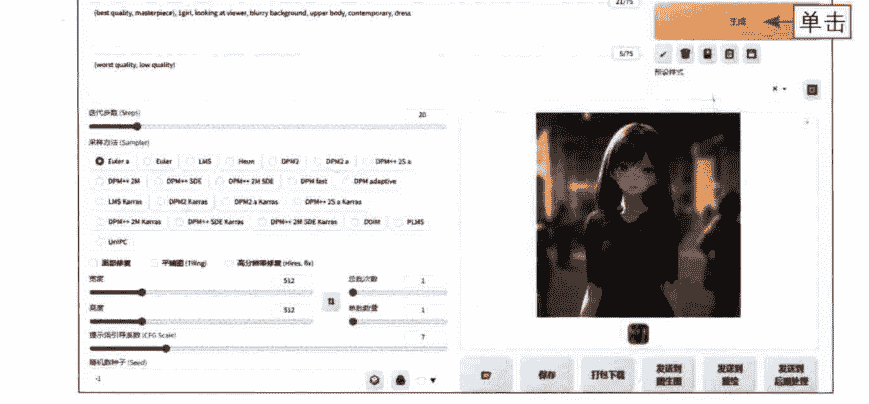 21/75
(best quality, masterpiece), 1girl, looking at viewer, blurry background, upper body, contemporary, dress
生成
单击
5/75
(worst quality, low quality)
预设样式
迭代步数 (Steps)
20
采样方法 (Sampler)
Euler a Euler LMS Heun DPM2 DPM2 a DPM++ 2S a
DPM++ 2M DPM++ SDE DPM++ 2M SDE DPM fast DPM adaptive
LMS Karras DPM2 Karras DPM2 a Karras DPM++ 2S a Karras
DPM++ 2M Karras DPM++ SDE Karras DPM++ 2M SDE Karras DDIM PLMS
UniPC
面部修复 平铺图 (Tiling) 高分辨率修复 (Hires. fix)
宽度 512 总批次数 1
高度 512 单批数量 1
提示词引导系数 (CFG Scale) 7
随机数种子 (Seed)
-1
保存 打包下载 发送到 图生图 发送到 重绘 发送到 后期处理